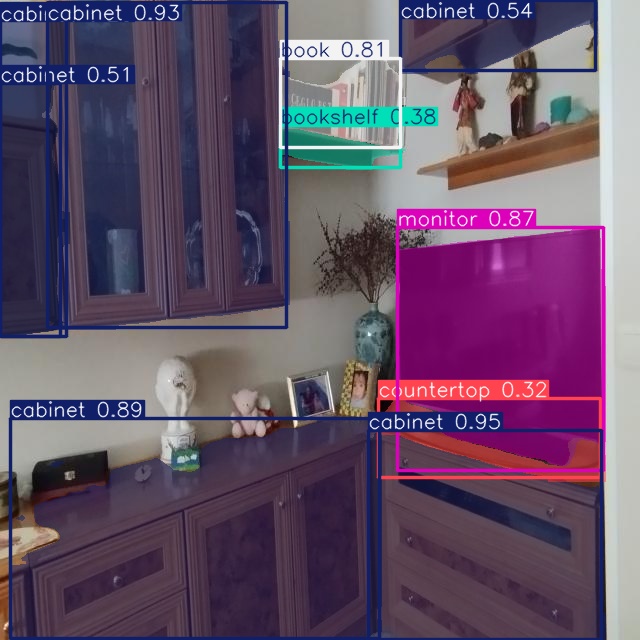 cabicabinet 0.93
cabinet 0.54
book 0.81
cabinet 0.51
bookshelf 0.38
monitor 0.87
countertop 0.32
cabinet 0.89
cabinet 0.95